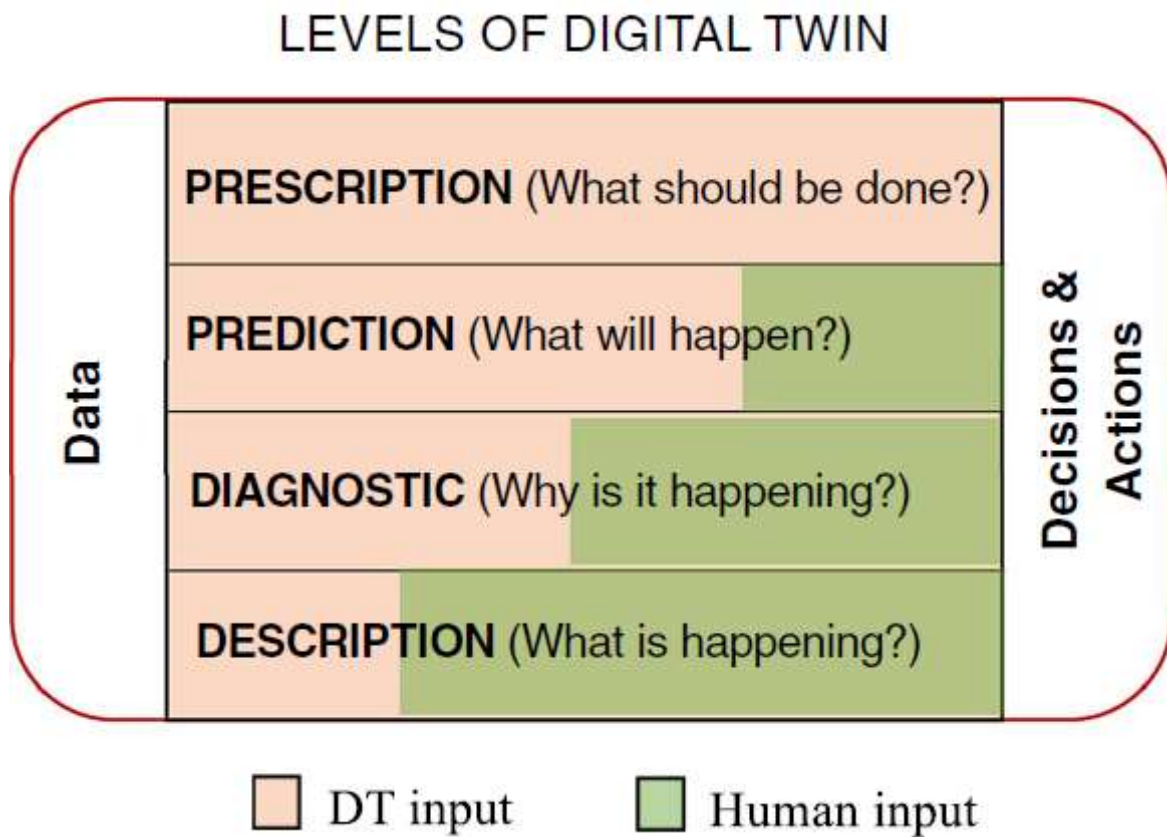 LEVELS OF DIGITAL TWIN
Data
PRESCRIPTION (What should be done?)
PREDICTION (What will happen?)
DIAGNOSTIC (Why is it happening?)
DESCRIPTION (What is happening?)
Decisions &
Actions
DT input
Human input